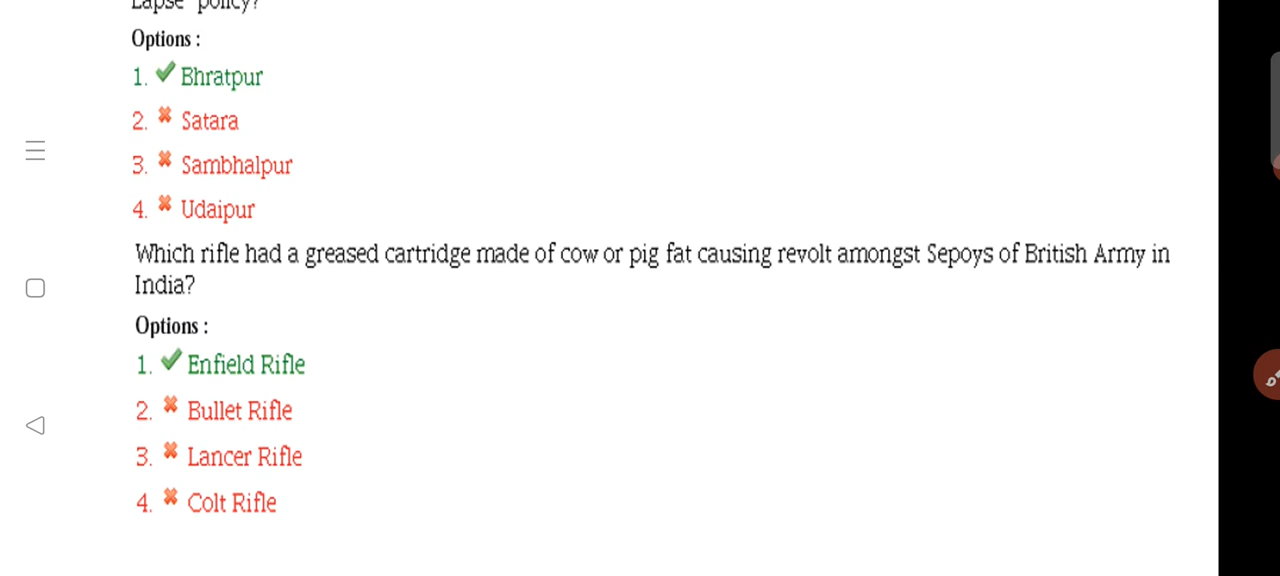 Lapse" policy?
Options :
1. Bhratpur
2. Satara
3. Sambhalpur
4. Udaipur
Which rifle had a greased cartridge made of cow or pig fat causing revolt amongst Sepoys of British Army in
India?
Options :
1. Enfield Rifle
2. Bullet Rifle
3. Lancer Rifle
4. Colt Rifle